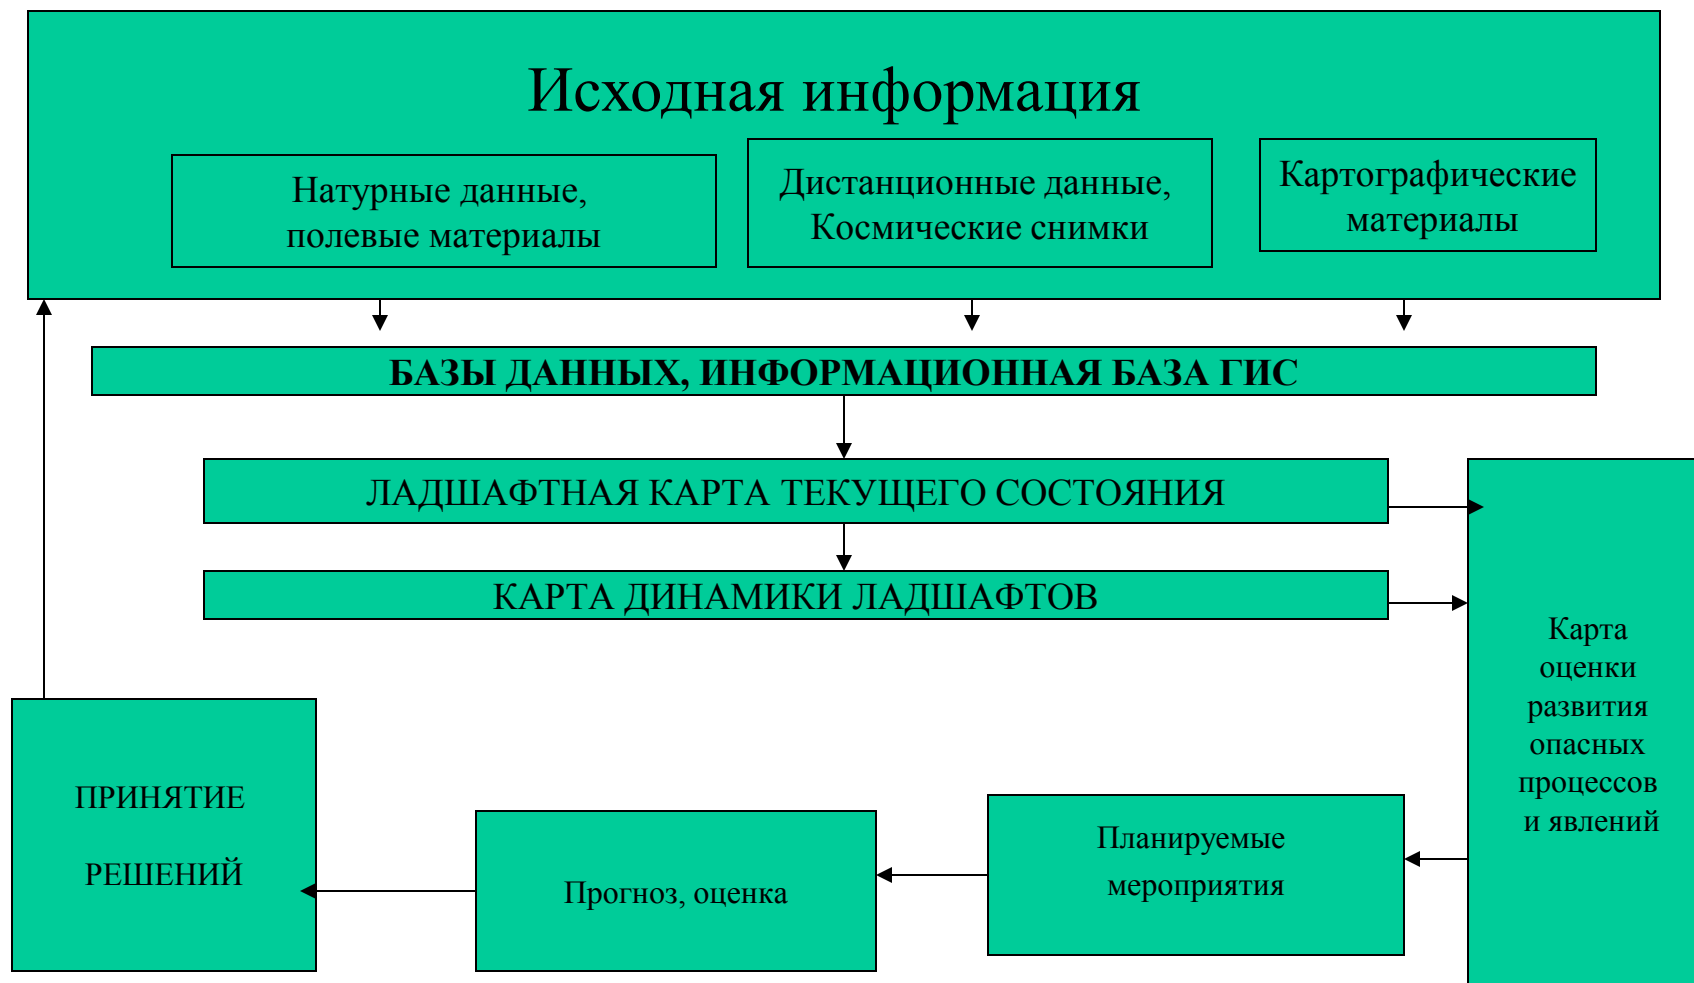 Исходная информация
Натурные данные,
полевые материалы
Дистанционные данные,
Космические снимки
Картографические
материалы
БАЗЫ ДАННЫХ, ИНФОРМАЦИОННАЯ БАЗА ГИС
ЛАДШАФТНАЯ КАРТА ТЕКУЩЕГО СОСТОЯНИЯ
КАРТА ДИНАМИКИ ЛАДШАФТОВ
Карта
оценки
развития
опасных
процессов
и явлений
Планируемые
мероприятия
Прогноз, оценка
ПРИНЯТИЕ
РЕШЕНИЙ